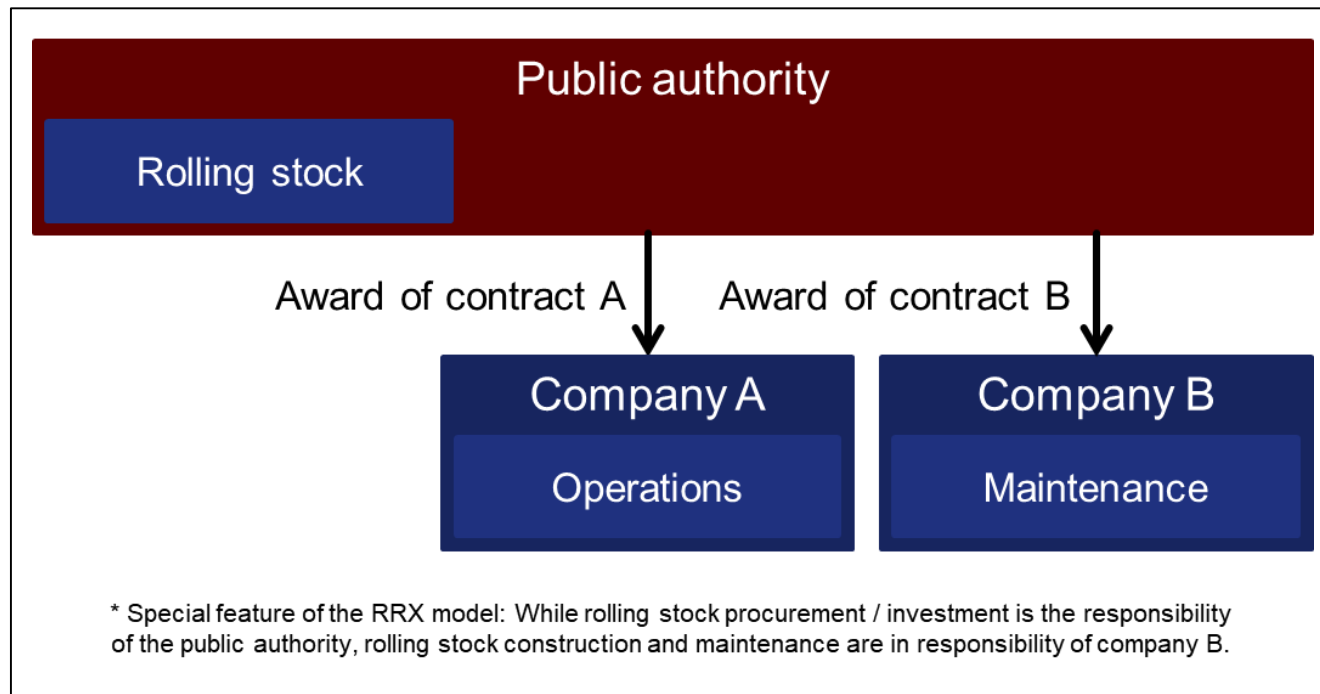 Public authority
Rolling stock
Award of contract A
Award of contract B
Company A
Company B
Operations
Maintenance
* Special feature of the RRX model: While rolling stock procurement / investment is the responsibility
of the public authority, rolling stock construction and maintenance are in responsibility of company B.